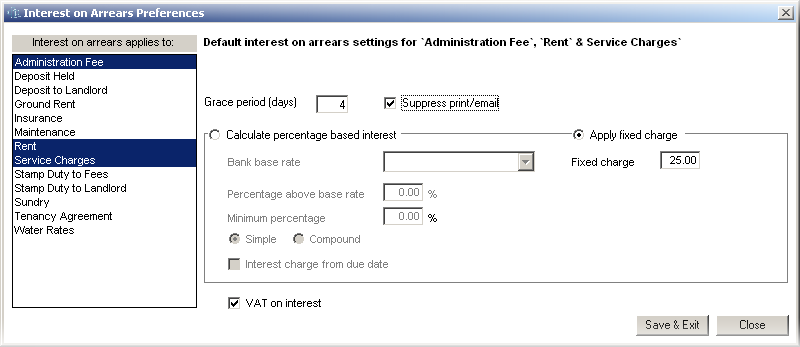 Interest on Arrears Preferences
Interest on arrears applies to:
Administration Fee
Deposit Held
Deposit to Landlord
Ground Rent
Insurance
Maintenance
Rent
Service Charges
Stamp Duty to Fees
Stamp Duty to Landlord
Sundry
Tenancy Agreement
Water Rates
Default interest on arrears settings for `Administration Fee`, `Rent` & Service Charges`
Grace period (days) 4 Suppress print/email
Calculate percentage based interest Apply fixed charge
Bank base rate Fixed charge 25.00
Percentage above base rate 0.00 %
Minimum percentage 0.00 %
Simple Compound
Interest charge from due date
VAT on interest
Save & Exit Close